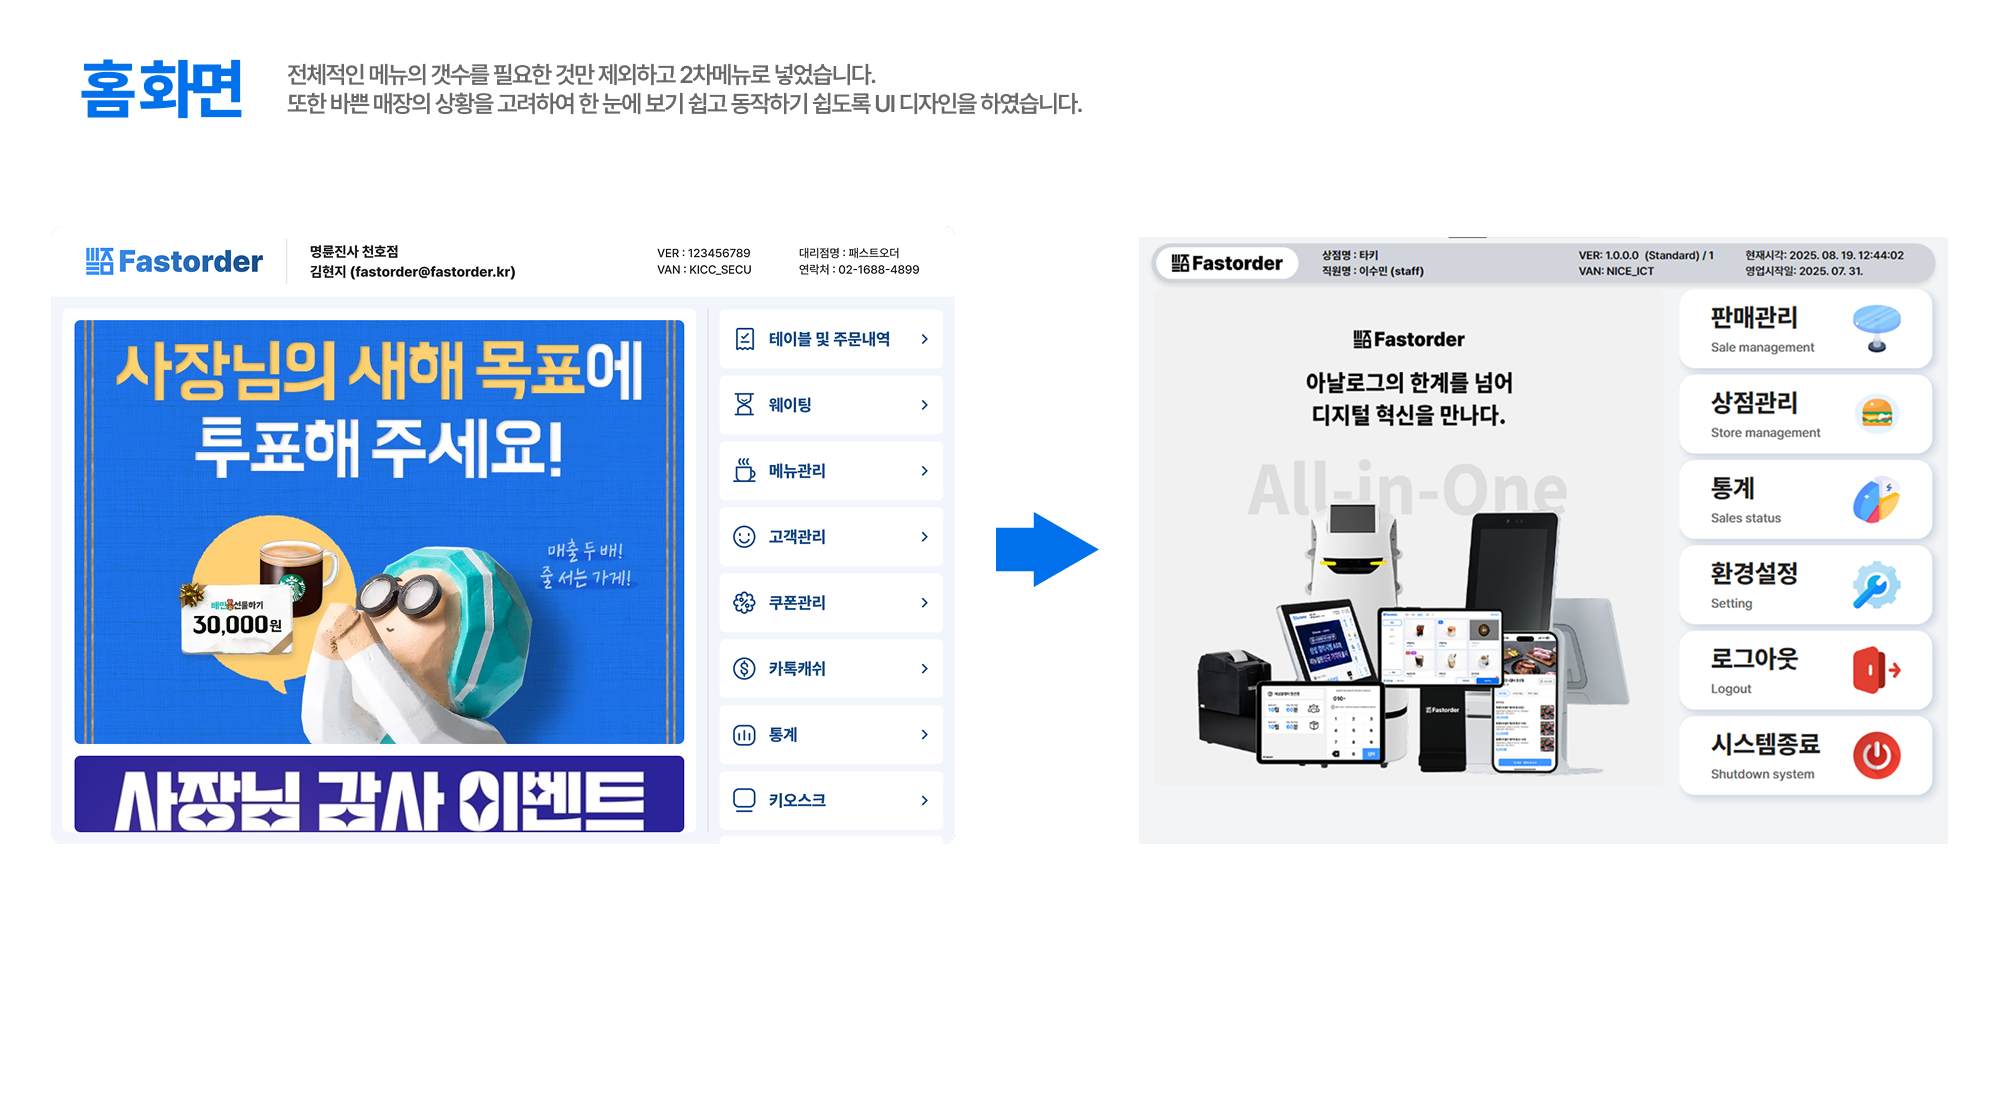 홈 화면
전체적인 메뉴의 갯수를 필요한 것만 제외하고 2차메뉴로 넣었습니다.
또한 바쁜 매장의 상황을 고려하여 한 눈에 보기 쉽고 동작하기 쉽도록 UI 디자인을 하였습니다.
Fastorder
명륜진사 천호점
김현지 (fastorder@fastorder.kr)
VER : 123456789
VAN : KICC_SECU
대리점명 : 패스트오더
연락처 : 02-1688-4899
사장님의 새해 목표에
투표해 주세요!
매출 두 배!
줄 서는 가게!
배민 선물하기
30,000원
사장님 감사 이벤트
테이블 및 주문내역
웨이팅
메뉴관리
고객관리
쿠폰관리
카톡캐쉬
통계
키오스크
Fastorder
상점명 : 타키
직원명 : 이수민 (staff)
VER: 1.0.0.0 (Standard) / 1
VAN: NICE_ICT
현재시각: 2025. 08. 19. 12:44:02
영업시작일: 2025. 07. 31.
Fastorder
아날로그의 한계를 넘어
디지털 혁신을 만나다.
All-in-One
010-
Fastorder
판매관리
Sale management
상점관리
Store management
통계
Sales status
환경설정
Setting
로그아웃
Logout
시스템종료
Shutdown system